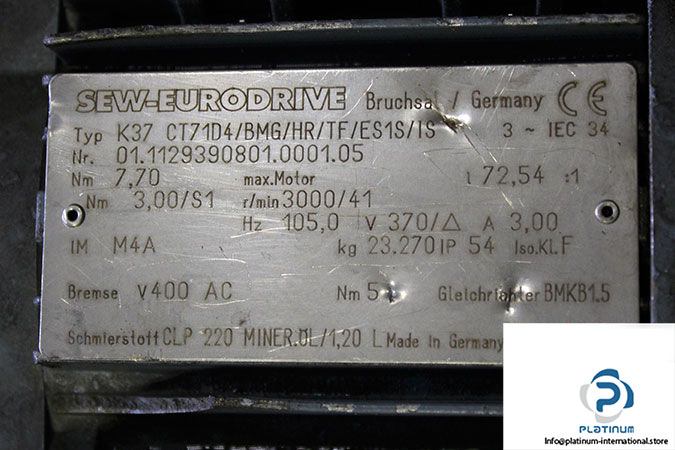 SEW-EURODRIVE Bruchsal / Germany CE
Typ K37 CT71D4/BMG/HR/TF/ES1S/IS 3 ~ IEC 34
Nr. 01.1129390801.0001.05
Nm 7,70 max.Motor i 72,54 :1
Nm 3,00/S1 r/min 3000/41
Hz 105,0 V 370/△ A 3,00
IM M4A kg 23.270 IP 54 Iso.Kl. F
Bremse V400 AC Nm 5 Gleichrichter BMKB1.5
Schmierstoff CLP 220 MINER.ÖL/1,20 L Made in Germany
PLATINUM
Info@platinum-international.store